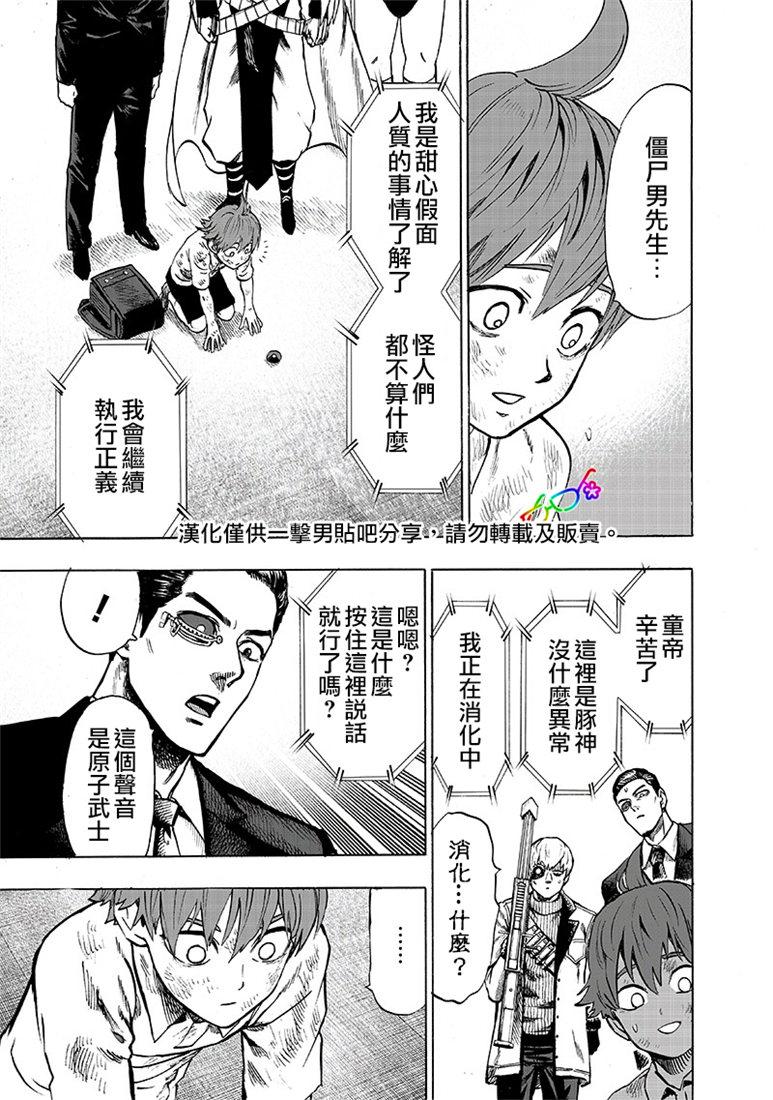 僵尸男先生…
我是甜心假面
人質的事情了解了
怪人們
都不算什麼
我會繼續
執行正義
漢化僅供一擊男貼吧分享，請勿轉載及販賣。
童帝
辛苦了
這裡是豚神
沒什麼異常
我正在消化中
消化…什麼？
嗯嗯？
這是什麼
按住這裡說話
就行了嗎？
！
這個聲音
是原子武士
……